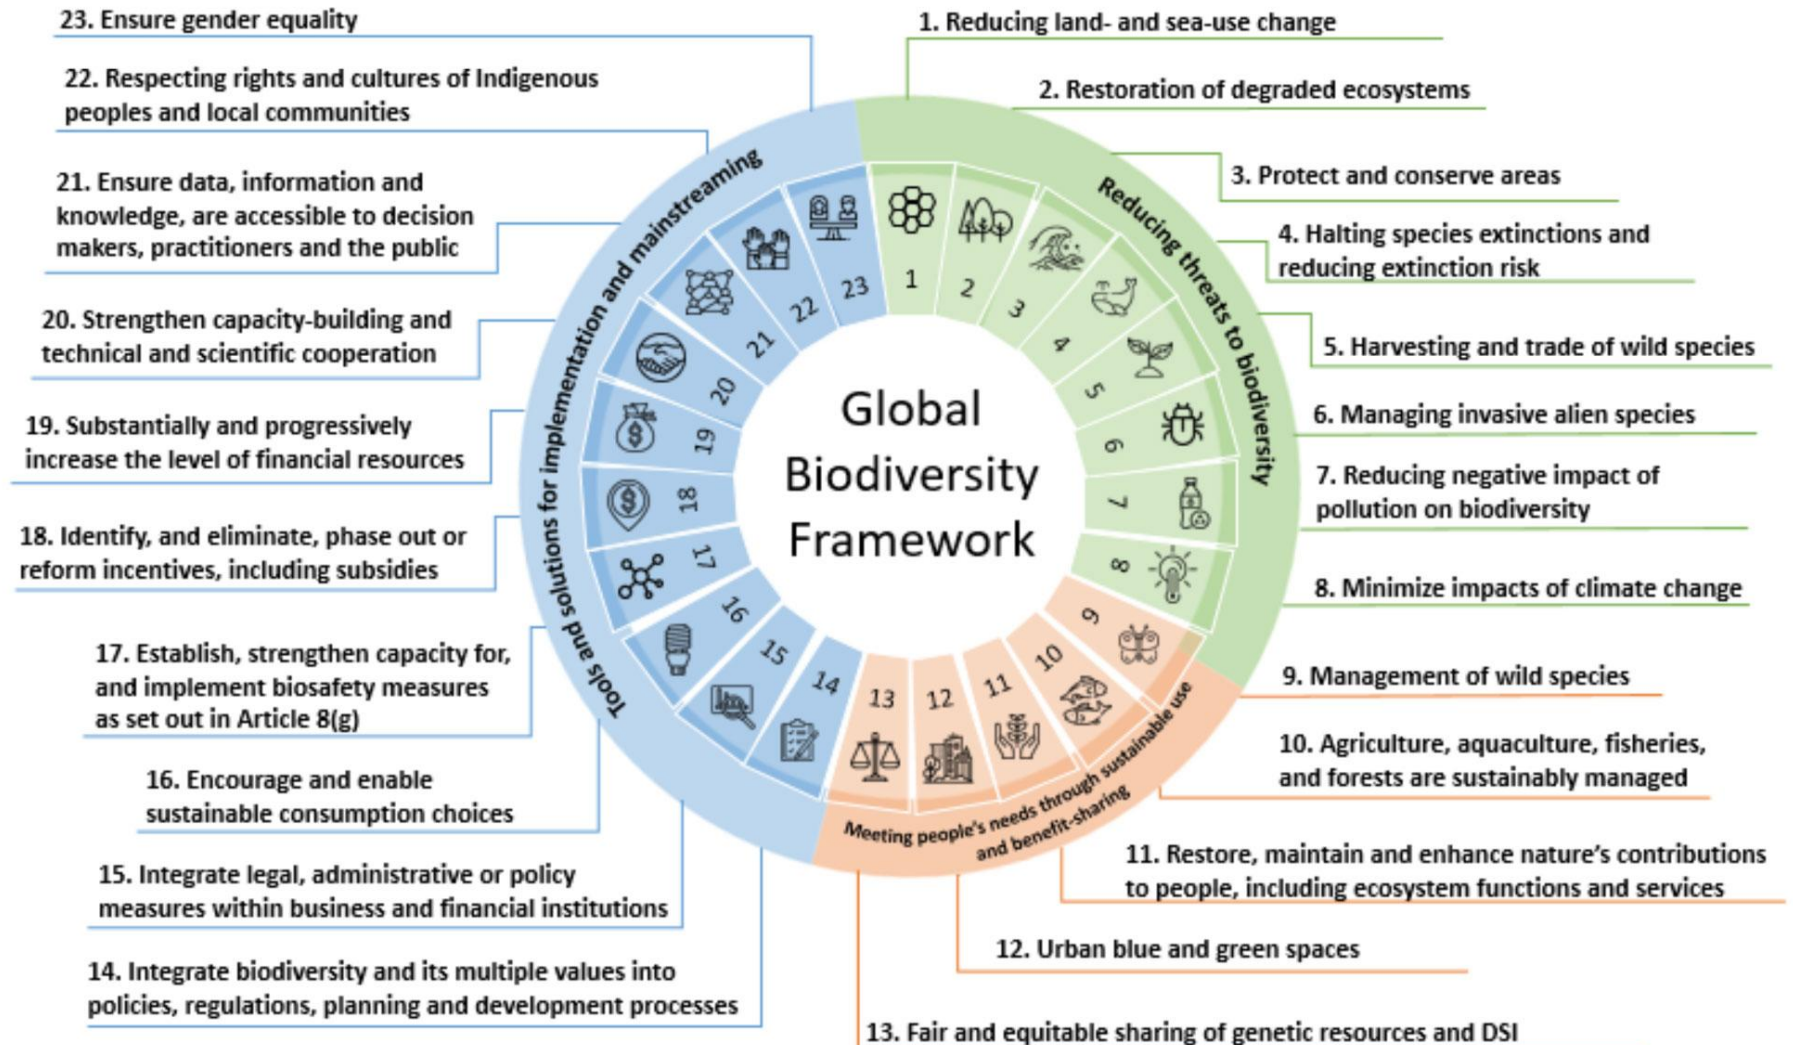 23. Ensure gender equality
22. Respecting rights and cultures of Indigenous
peoples and local communities
21. Ensure data, information and
knowledge, are accessible to decision
makers, practitioners and the public
20. Strengthen capacity-building and
technical and scientific cooperation
19. Substantially and progressively
increase the level of financial resources
18. Identify, and eliminate, phase out or
reform incentives, including subsidies
17. Establish, strengthen capacity for,
and implement biosafety measures
as set out in Article 8(g)
16. Encourage and enable
sustainable consumption choices
15. Integrate legal, administrative or policy
measures within business and financial institutions
14. Integrate biodiversity and its multiple values into
policies, regulations, planning and development processes
Tools and solutions for implementation and mainstreaming
Reducing threats to biodiversity
Meeting people's needs through sustainable use
and benefit-sharing
1
2
3
4
5
6
7
8
9
10
11
12
13
14
15
16
17
18
19
20
21
22
23
Global
Biodiversity
Framework
1. Reducing land- and sea-use change
2. Restoration of degraded ecosystems
3. Protect and conserve areas
4. Halting species extinctions and
reducing extinction risk
5. Harvesting and trade of wild species
6. Managing invasive alien species
7. Reducing negative impact of
pollution on biodiversity
8. Minimize impacts of climate change
9. Management of wild species
10. Agriculture, aquaculture, fisheries,
and forests are sustainably managed
11. Restore, maintain and enhance nature's contributions
to people, including ecosystem functions and services
12. Urban blue and green spaces
13. Fair and equitable sharing of genetic resources and DSI